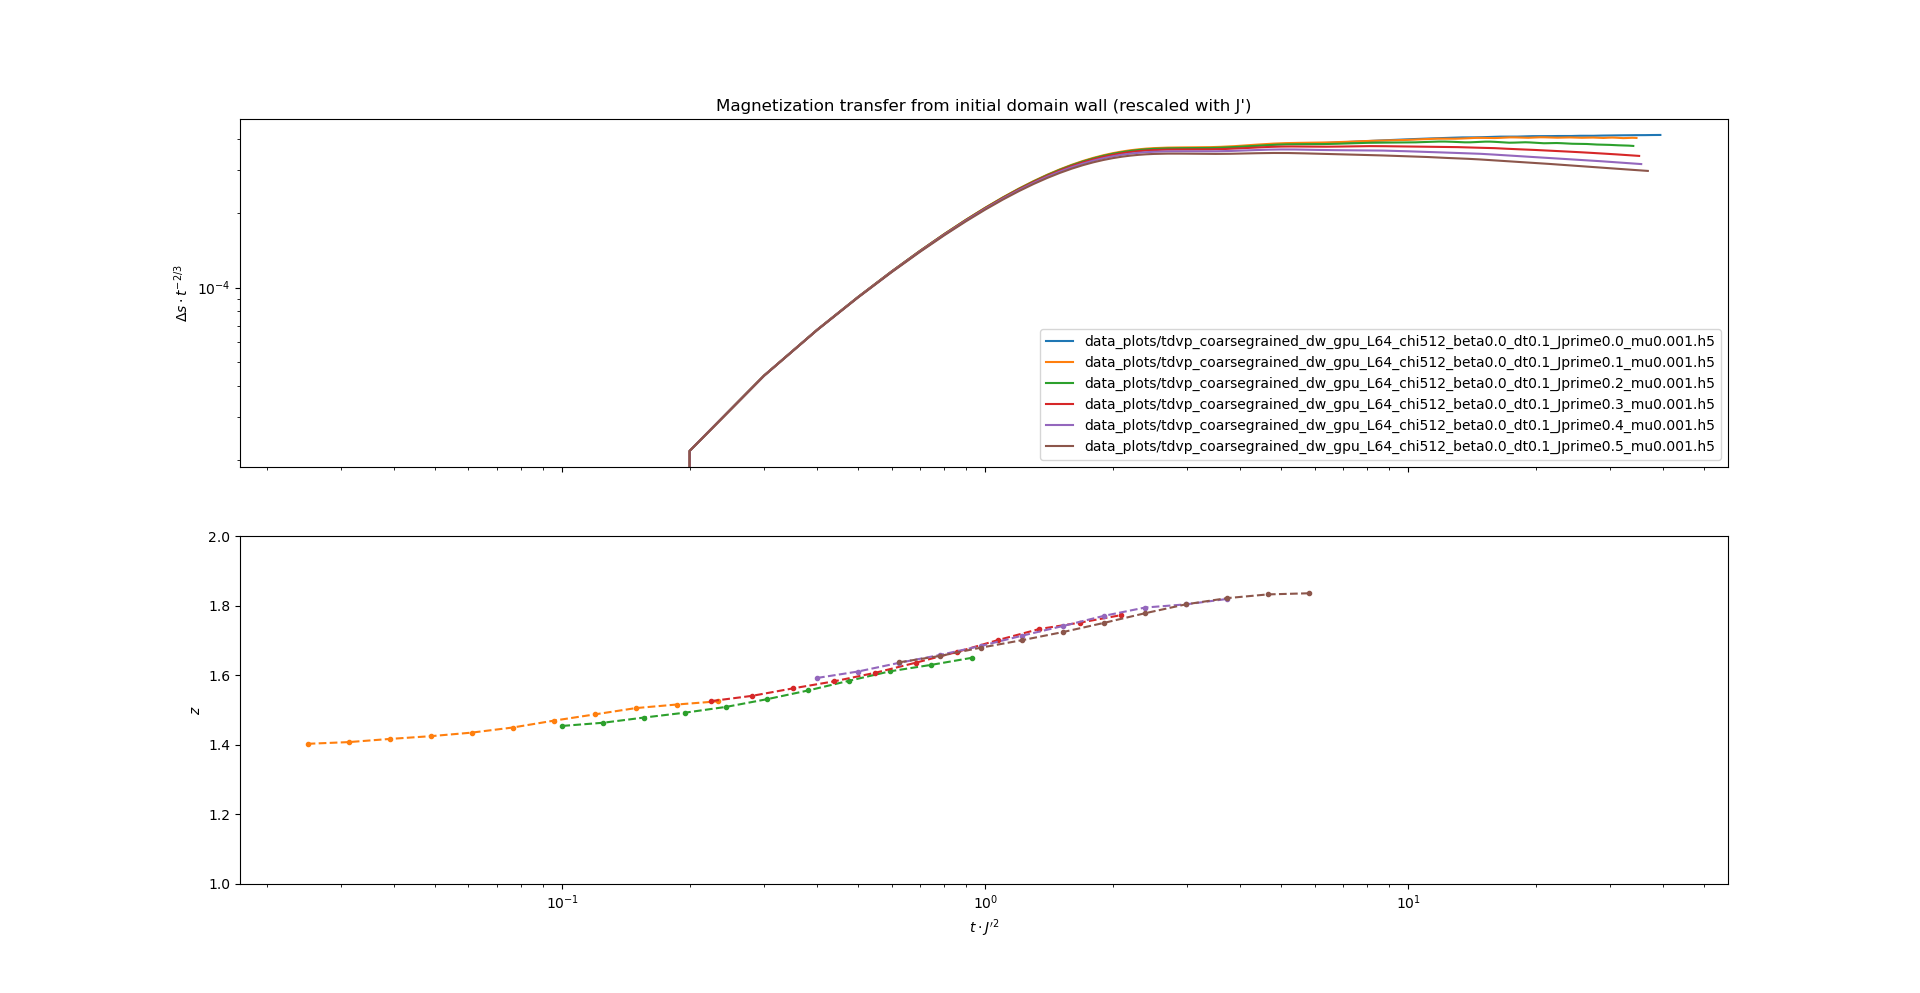 Magnetization transfer from initial domain wall (rescaled with J')
Δs · t^{-2/3}
10^{-4}
data_plots/tdvp_coarsegrained_dw_gpu_L64_chi512_beta0.0_dt0.1_Jprime0.0_mu0.001.h5
data_plots/tdvp_coarsegrained_dw_gpu_L64_chi512_beta0.0_dt0.1_Jprime0.1_mu0.001.h5
data_plots/tdvp_coarsegrained_dw_gpu_L64_chi512_beta0.0_dt0.1_Jprime0.2_mu0.001.h5
data_plots/tdvp_coarsegrained_dw_gpu_L64_chi512_beta0.0_dt0.1_Jprime0.3_mu0.001.h5
data_plots/tdvp_coarsegrained_dw_gpu_L64_chi512_beta0.0_dt0.1_Jprime0.4_mu0.001.h5
data_plots/tdvp_coarsegrained_dw_gpu_L64_chi512_beta0.0_dt0.1_Jprime0.5_mu0.001.h5
2.0
1.8
1.6
1.4
1.2
1.0
z
10^{-1}
10^{0}
10^{1}
t · J'^{2}